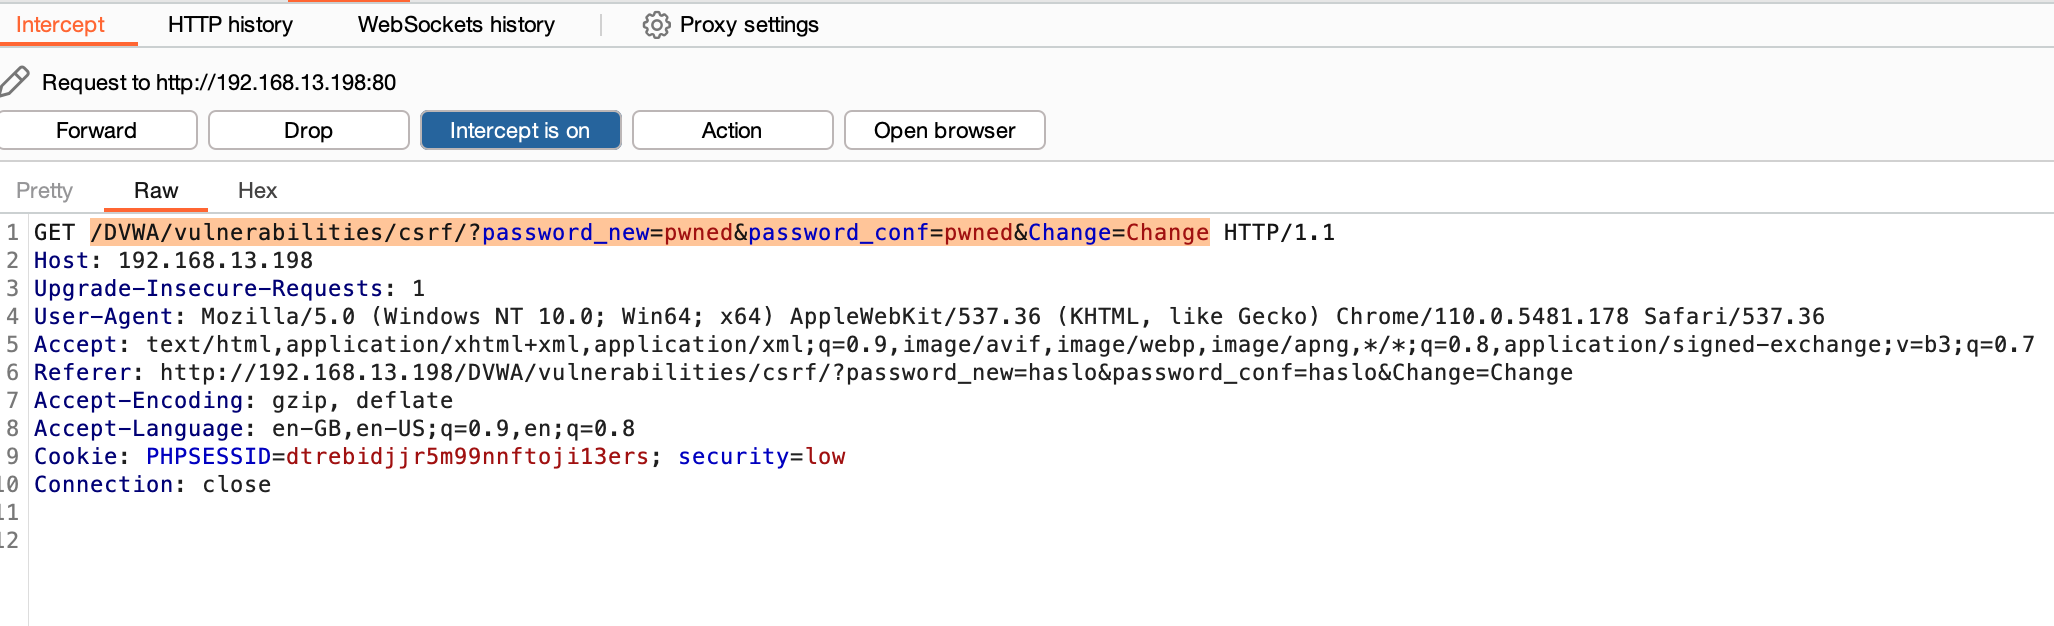 Intercept HTTP history WebSockets history Proxy settings
Request to http://192.168.13.198:80
Forward Drop Intercept is on Action Open browser
Pretty Raw Hex
1 GET /DVWA/vulnerabilities/csrf/?password_new=pwned&password_conf=pwned&Change=Change HTTP/1.1
2 Host: 192.168.13.198
3 Upgrade-Insecure-Requests: 1
4 User-Agent: Mozilla/5.0 (Windows NT 10.0; Win64; x64) AppleWebKit/537.36 (KHTML, like Gecko) Chrome/110.0.5481.178 Safari/537.36
5 Accept: text/html,application/xhtml+xml,application/xml;q=0.9,image/avif,image/webp,image/apng,*/*;q=0.8,application/signed-exchange;v=b3;q=0.7
6 Referer: http://192.168.13.198/DVWA/vulnerabilities/csrf/?password_new=haslo&password_conf=haslo&Change=Change
7 Accept-Encoding: gzip, deflate
8 Accept-Language: en-GB,en-US;q=0.9,en;q=0.8
9 Cookie: PHPSESSID=dtrebidjjr5m99nnftoji13ers; security=low
10 Connection: close
11
12